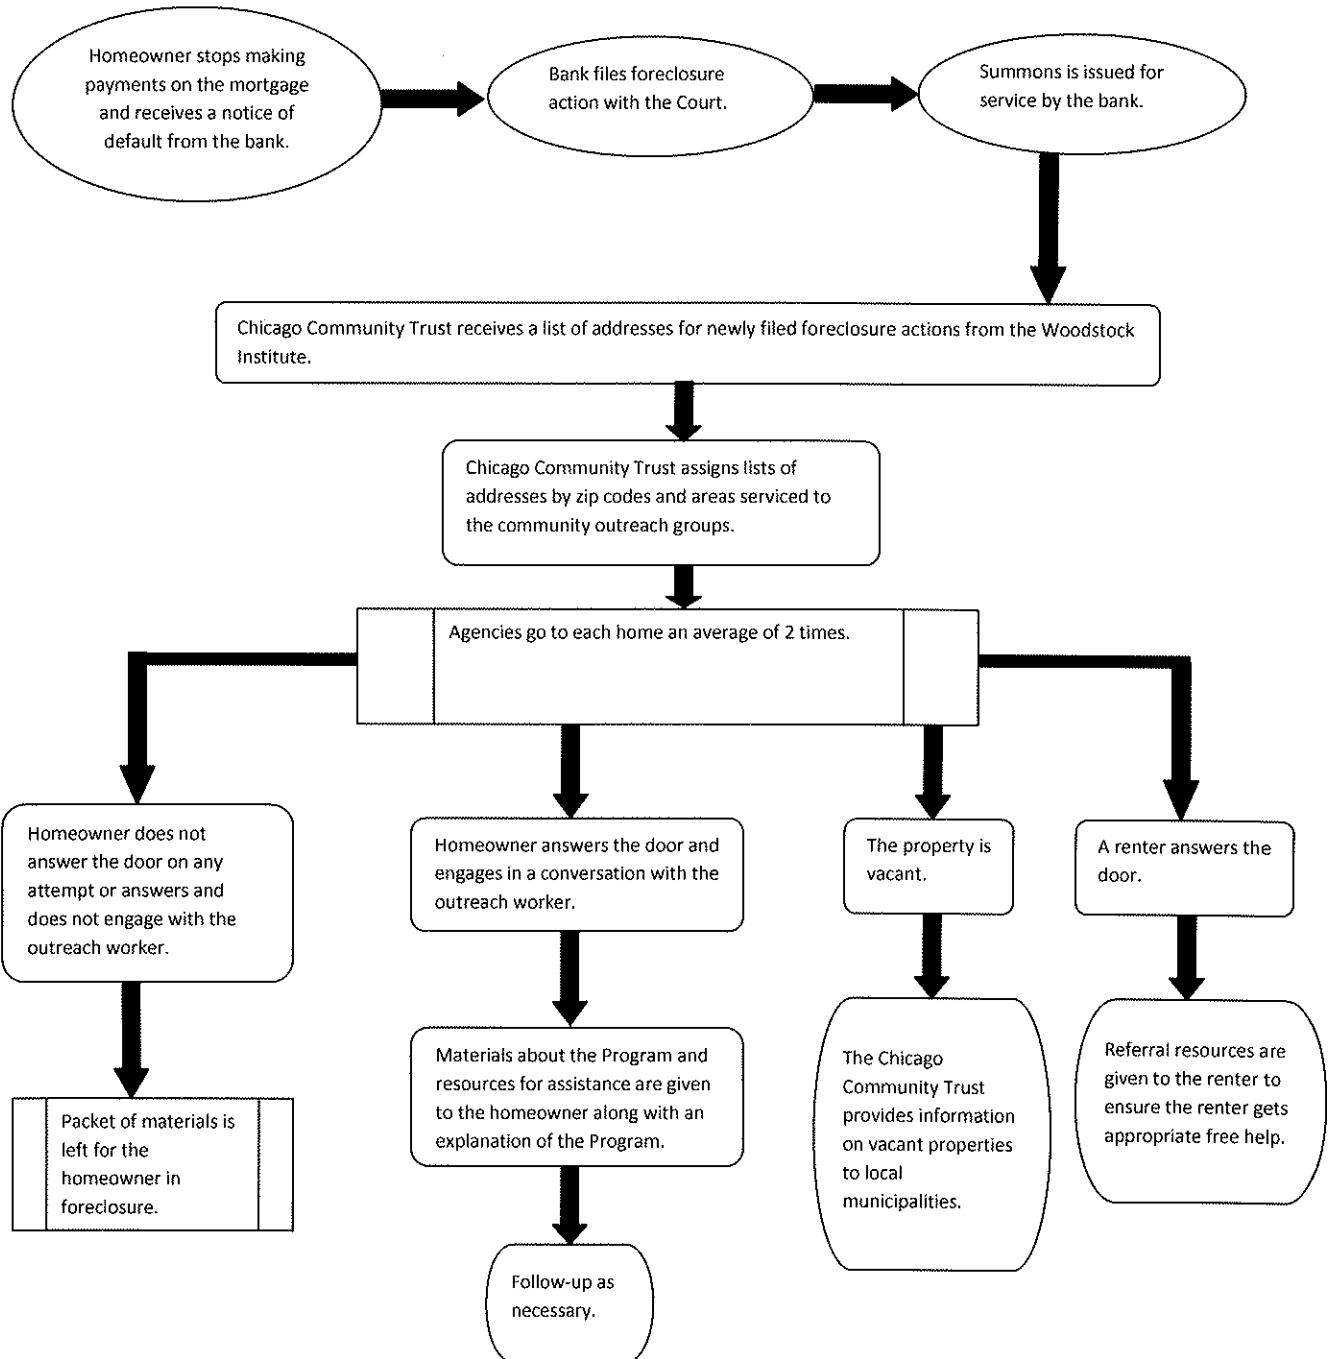 Homeowner stops making
payments on the mortgage
and receives a notice of
default from the bank.
Bank files foreclosure
action with the Court.
Summons is issued for
service by the bank.
Chicago Community Trust receives a list of addresses for newly filed foreclosure actions from the Woodstock
Institute.
Chicago Community Trust assigns lists of
addresses by zip codes and areas serviced to
the community outreach groups.
Agencies go to each home an average of 2 times.
Homeowner does not
answer the door on any
attempt or answers and
does not engage with the
outreach worker.
Homeowner answers the door and
engages in a conversation with the
outreach worker.
The property is
vacant.
A renter answers the
door.
Packet of materials is
left for the
homeowner in
foreclosure.
Materials about the Program and
resources for assistance are given
to the homeowner along with an
explanation of the Program.
The Chicago
Community Trust
provides information
on vacant properties
to local
municipalities.
Referral resources are
given to the renter to
ensure the renter gets
appropriate free help.
Follow-up as
necessary.